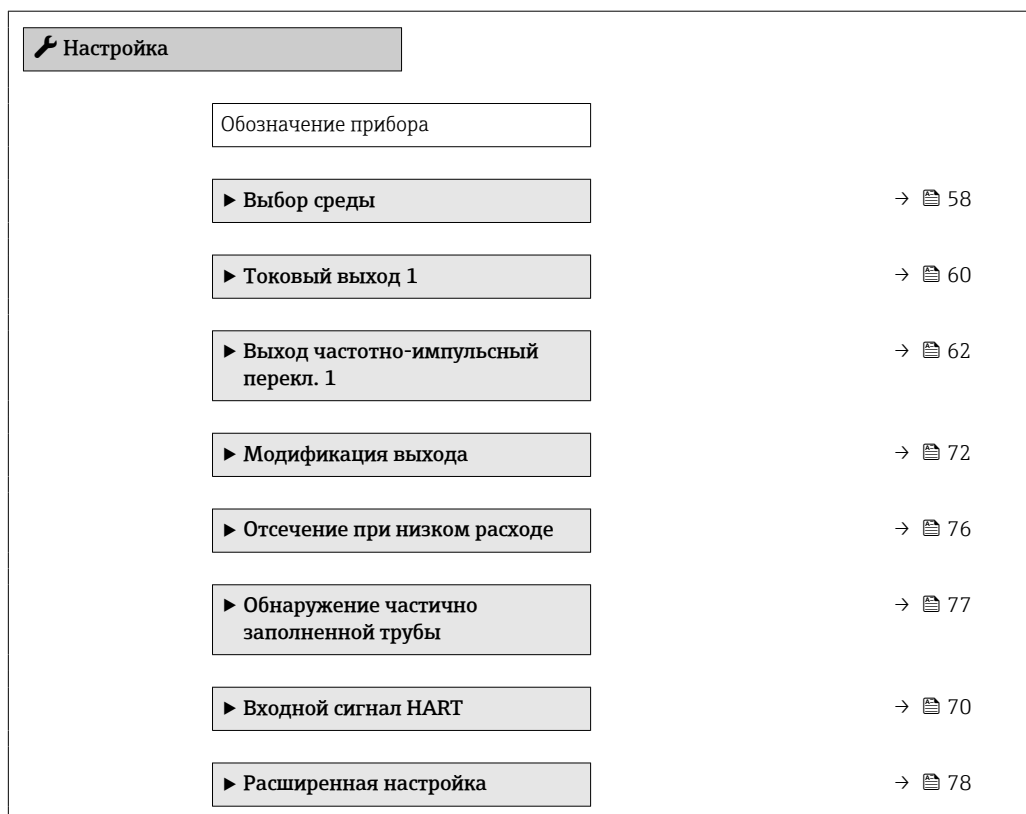 Настройка
Обозначение прибора
▶ Выбор среды → 58
▶ Токовый выход 1 → 60
▶ Выход частотно-импульсный → 62
перекл. 1
▶ Модификация выхода → 72
▶ Отсечение при низком расходе → 76
▶ Обнаружение частично → 77
заполненной трубы
▶ Входной сигнал HART → 70
▶ Расширенная настройка → 78